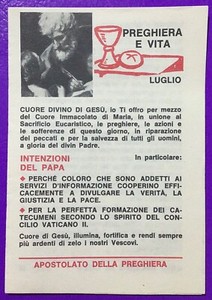 PREGHIERA
E VITA
LUGLIO
CUORE DIVINO DI GESÙ, io Ti offro per mezzo
del Cuore Immacolato di Maria, in unione al
Sacrificio Eucaristico, le preghiere, le azioni e
le sofferenze di questo giorno, in riparazione
dei peccati e per la salvezza di tutti gli uomini,
a gloria del divin Padre.
INTENZIONI
DEL PAPA
In particolare:
◆ PERCHÉ COLORO CHE SONO ADDETTI AI
SERVIZI D'INFORMAZIONE COOPERINO EFFI-
CACEMENTE A DIVULGARE LA VERITÀ, LA
GIUSTIZIA E LA PACE.
◆ PER LA PERFETTA FORMAZIONE DEI CA-
TECUMENI SECONDO LO SPIRITO DEL CON-
CILIO VATICANO II.
Cuore di Gesù, illumina, fortifica e rendi sempre
più ardenti di zelo i nostri Vescovi.
APOSTOLATO DELLA PREGHIERA